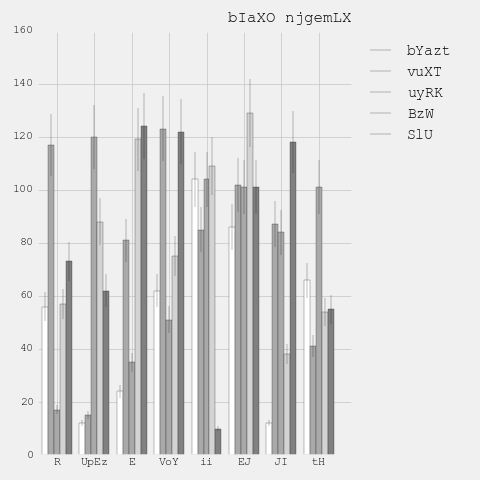 bIaXO njgemLX
160
140
120
100
80
60
40
20
0
R UpEz E VoY ii EJ JI tH
bYazt
vuXT
uyRK
BzW
SlU